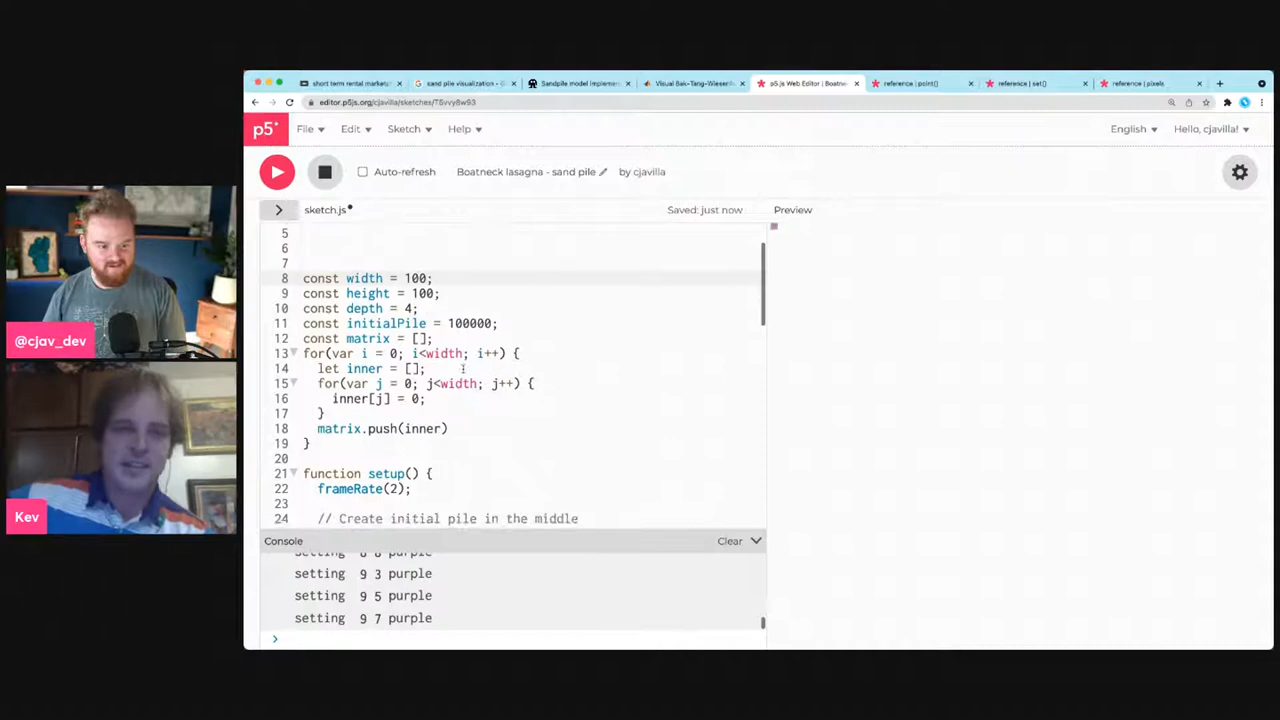 short term rental market
sand pile visualization - G
Sandpile model impleme
Visual Bak-Tang-Wiesenf
p5.js Web Editor | Boatne
reference | point()
reference | set()
reference | pixels
editor.p5js.org/cjavilla/sketches/T5vvy8w93
p5*
File
Edit
Sketch
Help
English
Hello, cjavilla!
Auto-refresh
Boatneck lasagna - sand pile
by cjavilla
sketch.js
Saved: just now
Preview
5
6
7
8 const width = 100;
9 const height = 100;
10 const depth = 4;
11 const initialPile = 100000;
12 const matrix = [];
13 for(var i = 0; i<width; i++) {
14 let inner = [];
15 for(var j = 0; j<width; j++) {
16 inner[j] = 0;
17 }
18 matrix.push(inner)
19 }
20
21 function setup() {
22 frameRate(2);
23
24 // Create initial pile in the middle
Console
Clear
setting 8 8 purple
setting 9 3 purple
setting 9 5 purple
setting 9 7 purple
>
@cjav_dev
Kev